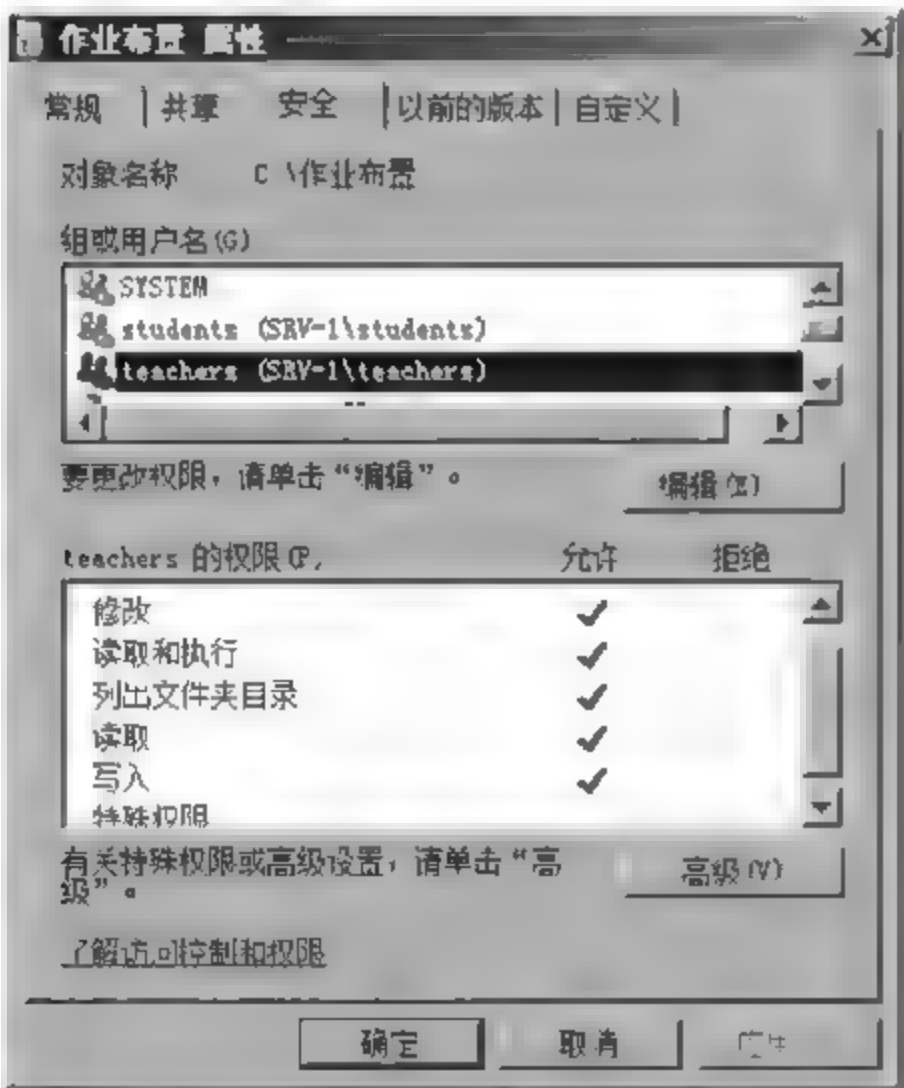 作业布置 属性
常规 共享 安全 以前的版本 自定义
对象名称 C \作业布置
组或用户名(G)
SYSTEM
students (SRV-1\students)
teachers (SRV-1\teachers)
要更改权限，请单击“编辑”。
编辑(E)
teachers 的权限(P) 允许 拒绝
修改
读取和执行
列出文件夹目录
读取
写入
特殊权限
有关特殊权限或高级设置，请单击“高
级”。
高级(V)
了解访问控制和权限
确定 取消